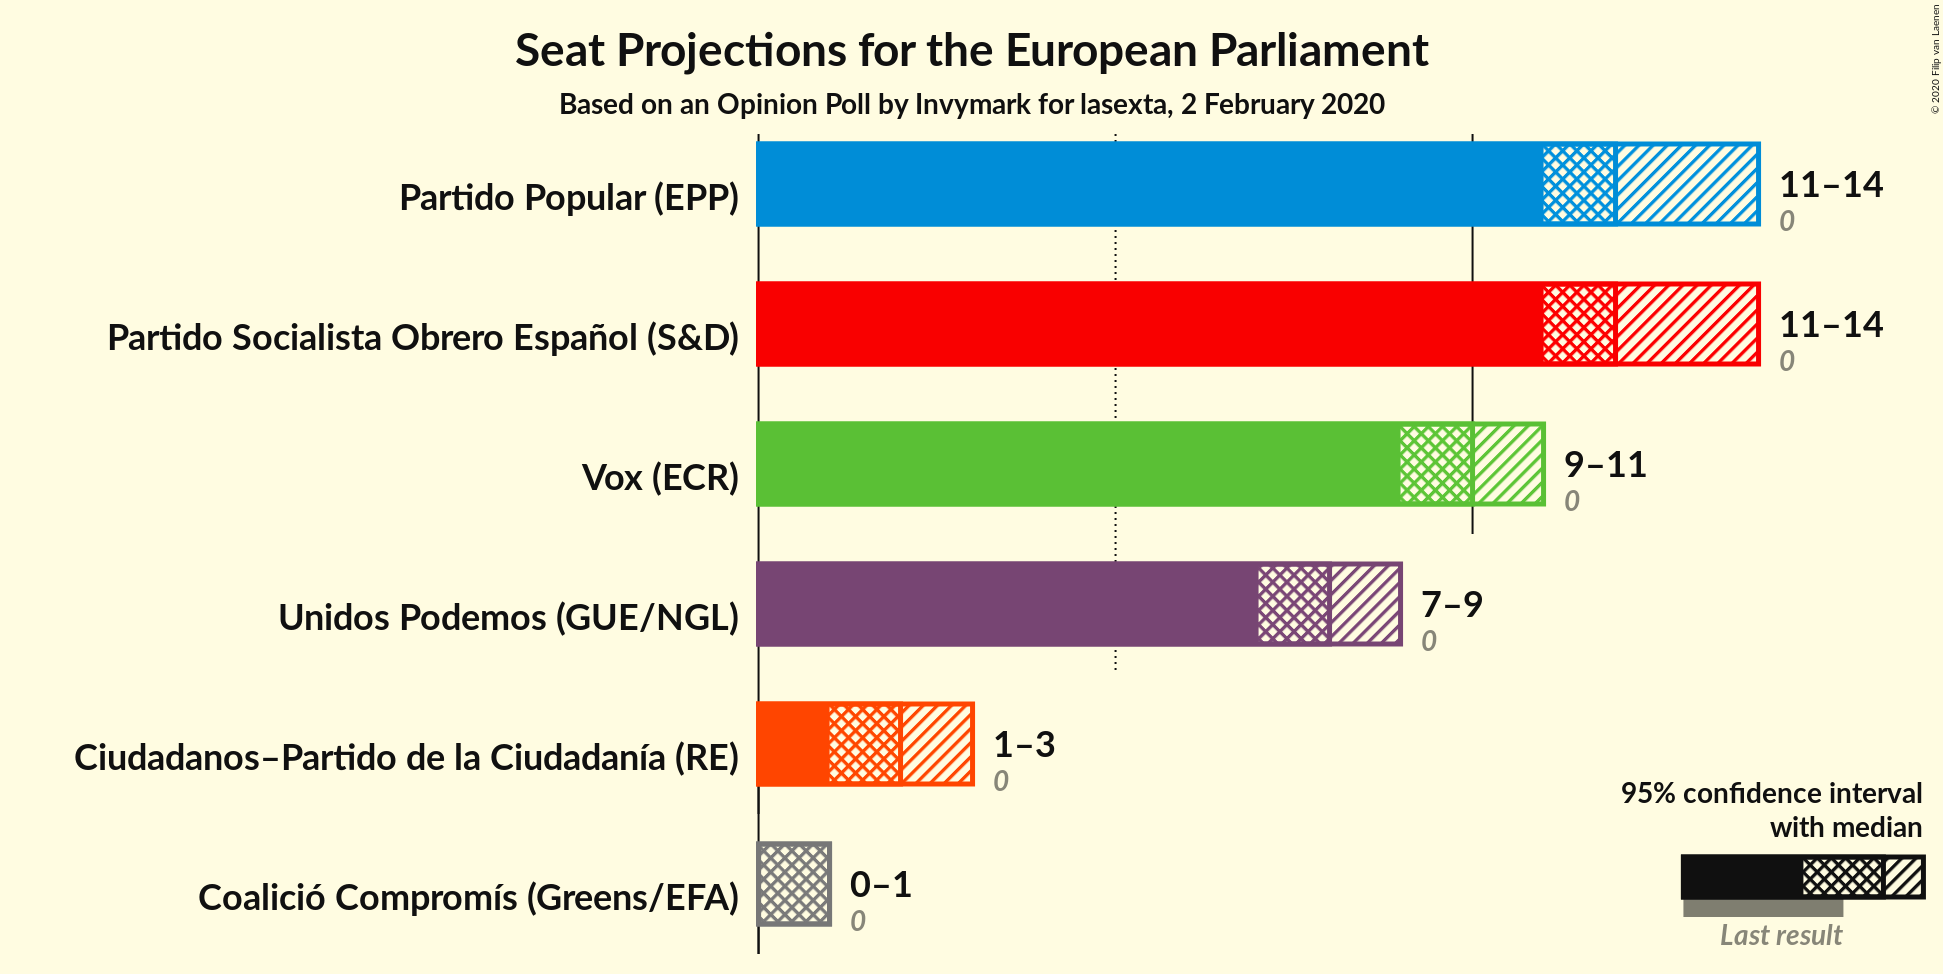 Seat Projections for the European Parliament
Based on an Opinion Poll by Invymark for lasexta, 2 February 2020
© 2020 Filip van Laenen
Partido Popular (EPP)
11–14
0
Partido Socialista Obrero Español (S&D)
11–14
0
Vox (ECR)
9–11
0
Unidos Podemos (GUE/NGL)
7–9
0
Ciudadanos–Partido de la Ciudadanía (RE)
1–3
0
Coalició Compromís (Greens/EFA)
0–1
0
95% confidence interval
with median
Last result